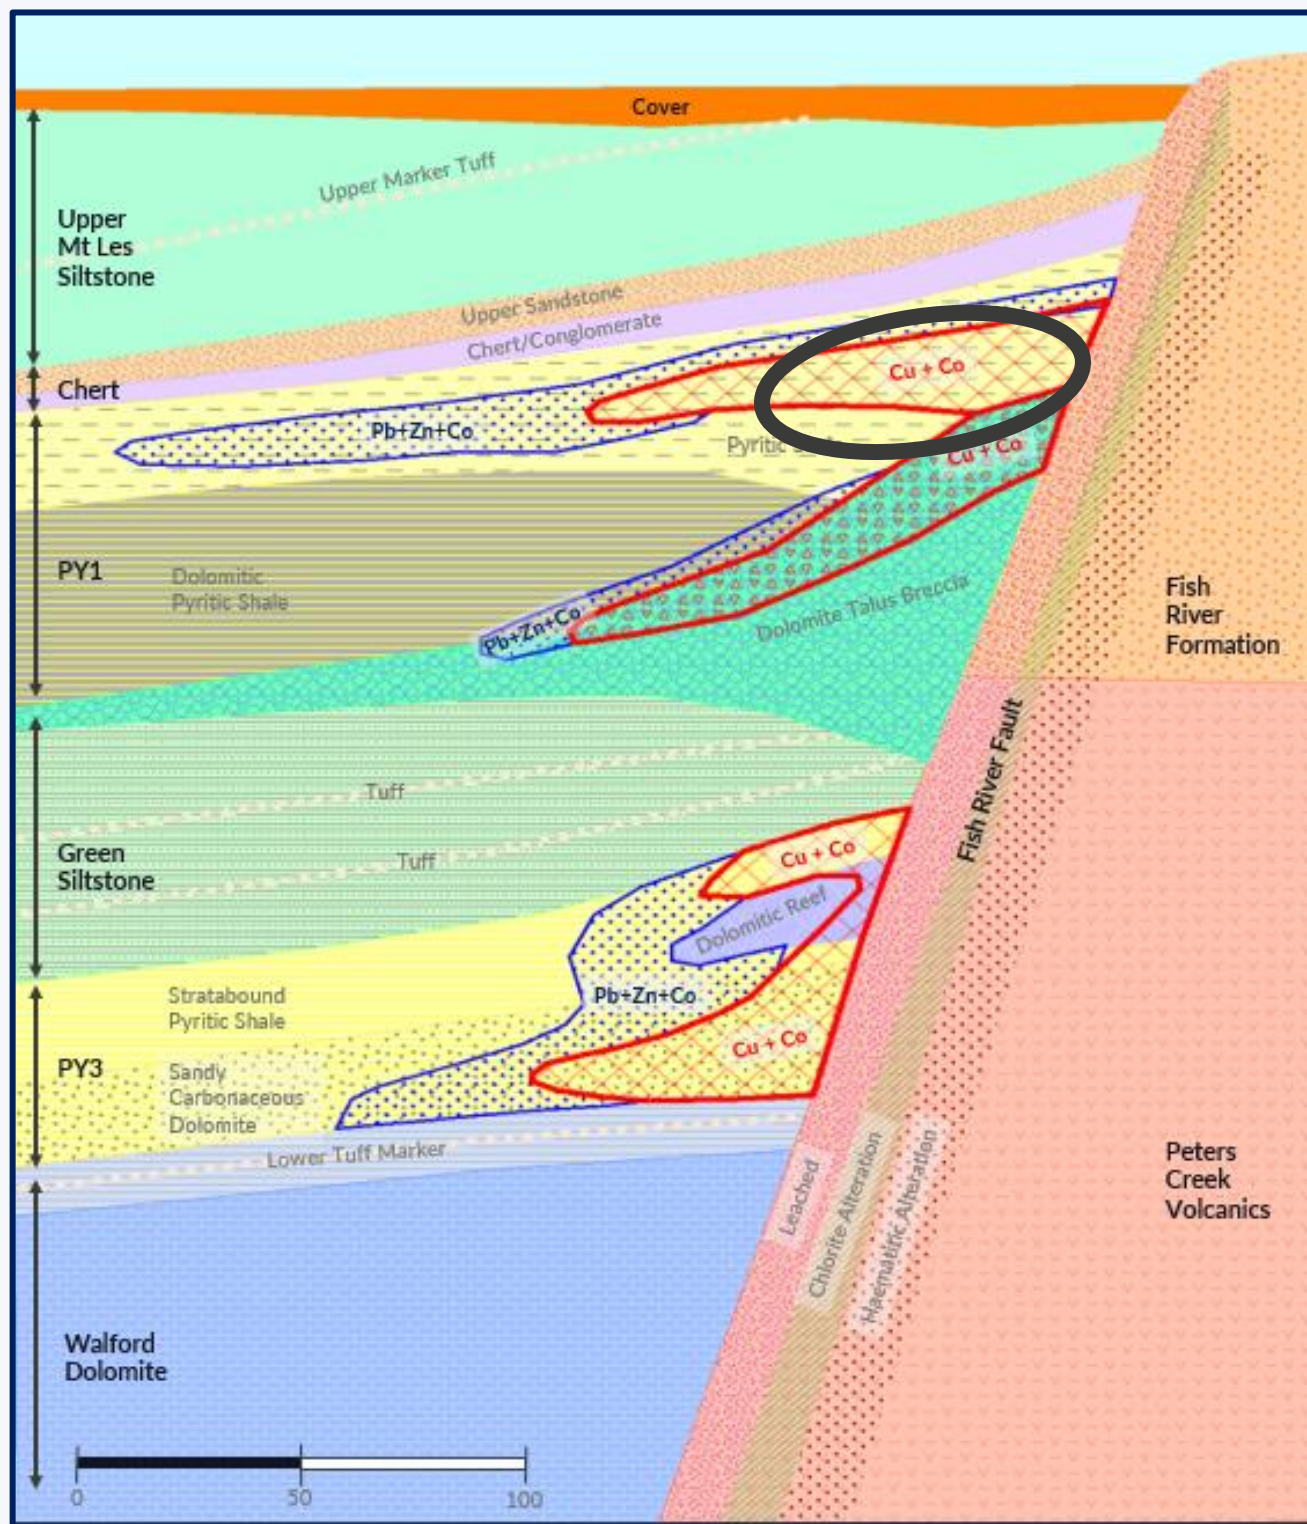 Cover
Upper Marker Tuff
Upper
Mt Les
Siltstone
Upper Sandstone
Chert/Conglomerate
Chert
Cu + Co
Pb+Zn+Co
Pyritic
Cu + Co
PY1
Dolomitic
Pyritic Shale
Pb+Zn+Co
Dolomite Talus Breccia
Fish
River
Formation
Fish River Fault
Tuff
Tuff
Green
Siltstone
Cu + Co
Dolomitic Reef
Pb+Zn+Co
Stratabound
Pyritic Shale
Cu + Co
PY3
Sandy
Carbonaceous
Dolomite
Lower Tuff Marker
Leached
Chlorite Alteration
Haematitic Alteration
Peters
Creek
Volcanics
Walford
Dolomite
0 50 100